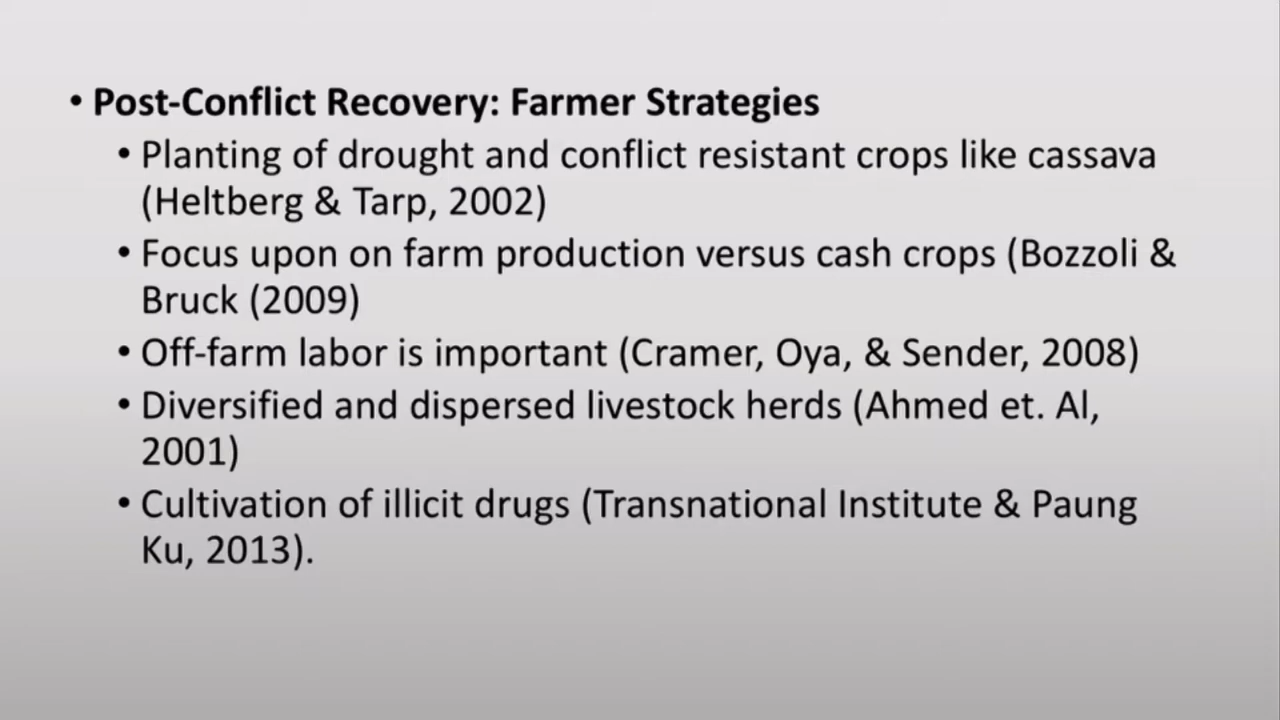 • Post-Conflict Recovery: Farmer Strategies
• Planting of drought and conflict resistant crops like cassava
(Heltberg & Tarp, 2002)
• Focus upon on farm production versus cash crops (Bozzoli &
Bruck (2009)
• Off-farm labor is important (Cramer, Oya, & Sender, 2008)
• Diversified and dispersed livestock herds (Ahmed et. Al,
2001)
• Cultivation of illicit drugs (Transnational Institute & Paung
Ku, 2013).